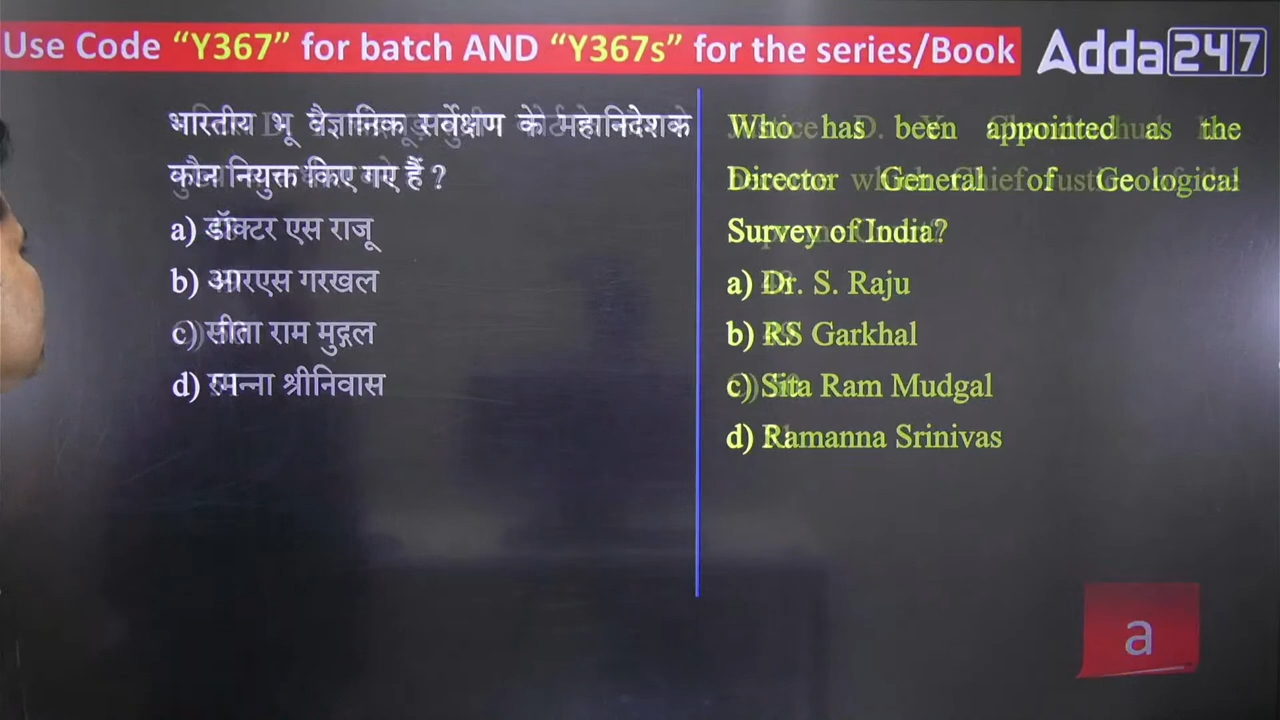 Use Code “Y367” for batch AND “Y367s” for the series/Book
Adda247
भारतीय भू वैज्ञानिक सर्वेक्षण के महानिदेशक
कौन नियुक्त किए गए हैं ?
a) डॉक्टर एस राजू
b) आरएस गरखल
c) सीता राम मुद्गल
d) रमन्ना श्रीनिवास
Who has been appointed as the
Director General of Geological
Survey of India?
a) Dr. S. Raju
b) RS Garkhal
c) Sita Ram Mudgal
d) Ramanna Srinivas
a